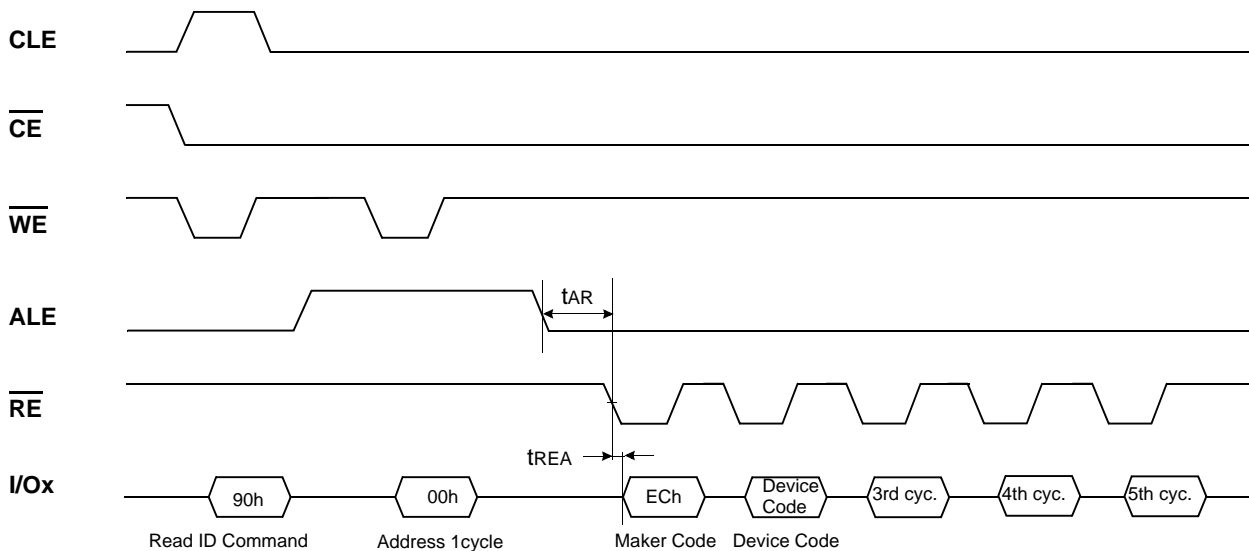 CLE
CE
WE
ALE
tAR
RE
tREA
I/Ox
90h
00h
ECh
Device
Code
3rd cyc.
4th cyc.
5th cyc.
Read ID Command
Address 1cycle
Maker Code
Device Code